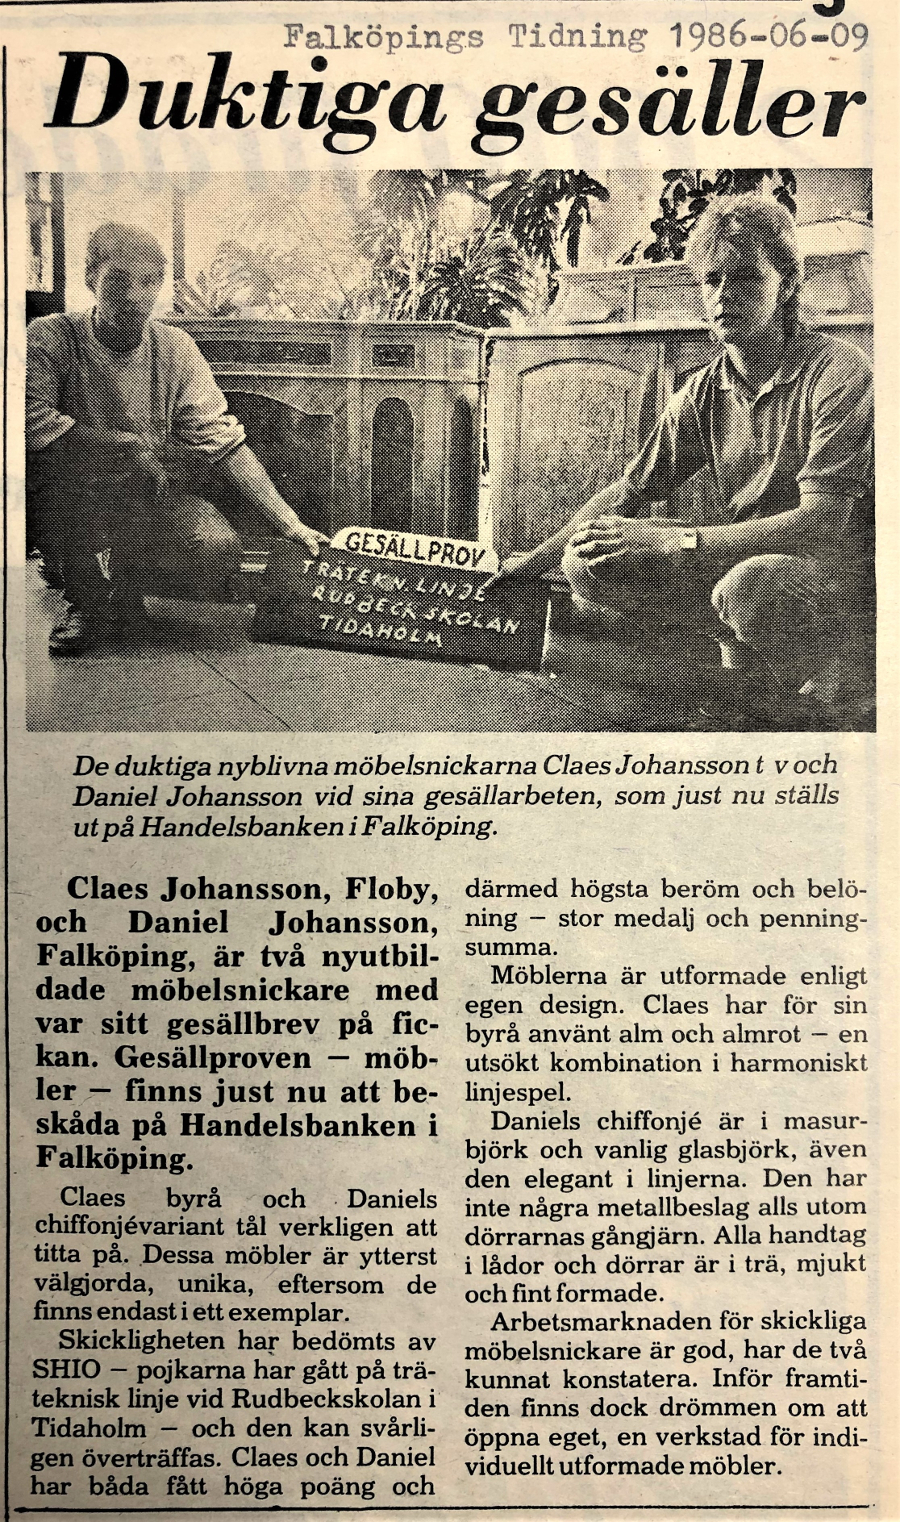 Falköpings Tidning 1986-06-09
Duktiga gesäller
GESÄLLPROV
TRÄTEKN. LINJE
RUDBECK SKOLAN
TIDAHOLM
De duktiga nyblivna möbelsnickarna Claes Johansson t v och
Daniel Johansson vid sina gesällarbeten, som just nu ställs
ut på Handelsbanken i Falköping.
Claes Johansson, Floby,
och Daniel Johansson,
Falköping, är två nyutbil-
dade möbelsnickare med
var sitt gesällbrev på fic-
kan. Gesällproven — möb-
ler — finns just nu att be-
skåda på Handelsbanken i
Falköping.
Claes byrå och Daniels
chiffonjévariant tål verkligen att
titta på. Dessa möbler är ytterst
välgjorda, unika, eftersom de
finns endast i ett exemplar.
Skickligheten har bedömts av
SHIO — pojkarna har gått på trä-
teknisk linje vid Rudbeckskolan i
Tidaholm — och den kan svårli-
gen överträffas. Claes och Daniel
har båda fått höga poäng och
därmed högsta beröm och belö-
ning — stor medalj och penning-
summa.
Möblerna är utformade enligt
egen design. Claes har för sin
byrå använt alm och almrot — en
utsökt kombination i harmoniskt
linjespel.
Daniels chiffonjé är i masur-
björk och vanlig glasbjörk, även
den elegant i linjerna. Den har
inte några metallbeslag alls utom
dörrarnas gångjärn. Alla handtag
i lådor och dörrar är i trä, mjukt
och fint formade.
Arbetsmarknaden för skickliga
möbelsnickare är god, har de två
kunnat konstatera. Inför framti-
den finns dock drömmen om att
öppna eget, en verkstad för indi-
viduellt utformade möbler.